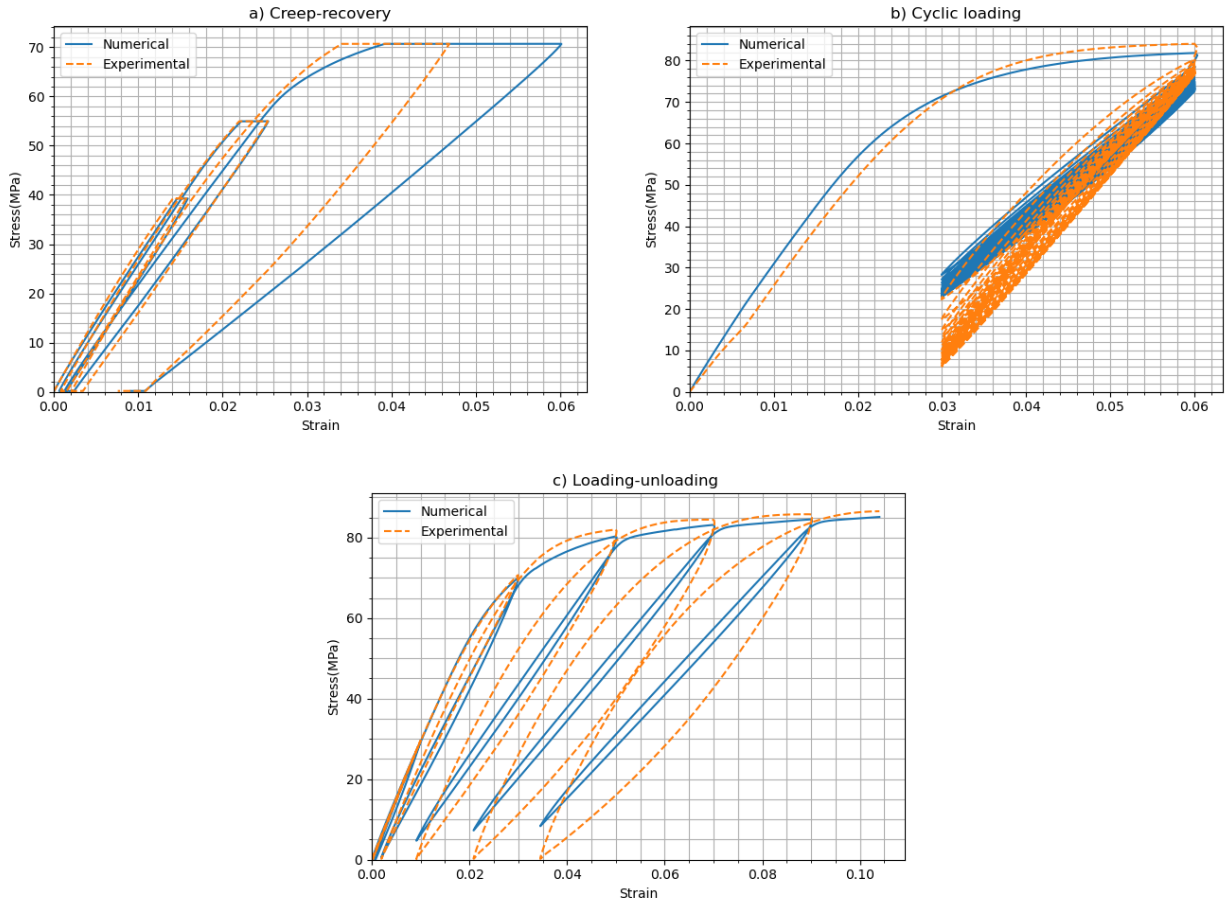 a) Creep-recovery
Numerical
Experimental
70
60
50
40
30
20
10
0
Stress(MPa)
0.00 0.01 0.02 0.03 0.04 0.05 0.06
Strain
b) Cyclic loading
Numerical
Experimental
80
70
60
50
40
30
20
10
0
Stress(MPa)
0.00 0.01 0.02 0.03 0.04 0.05 0.06
Strain
c) Loading-unloading
Numerical
Experimental
80
60
40
20
0
Stress(MPa)
0.00 0.02 0.04 0.06 0.08 0.10
Strain